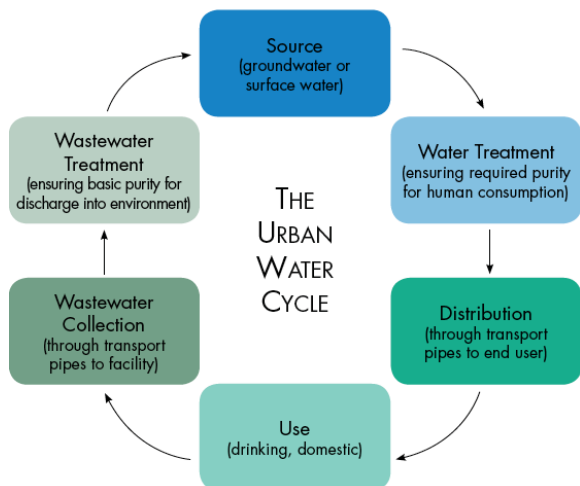 Source
(groundwater or
surface water)
Water Treatment
(ensuring required purity
for human consumption)
Distribution
(through transport
pipes to end user)
Use
(drinking, domestic)
Wastewater
Collection
(through transport
pipes to facility)
Wastewater
Treatment
(ensuring basic purity for
discharge into environment)
THE
URBAN
WATER
CYCLE